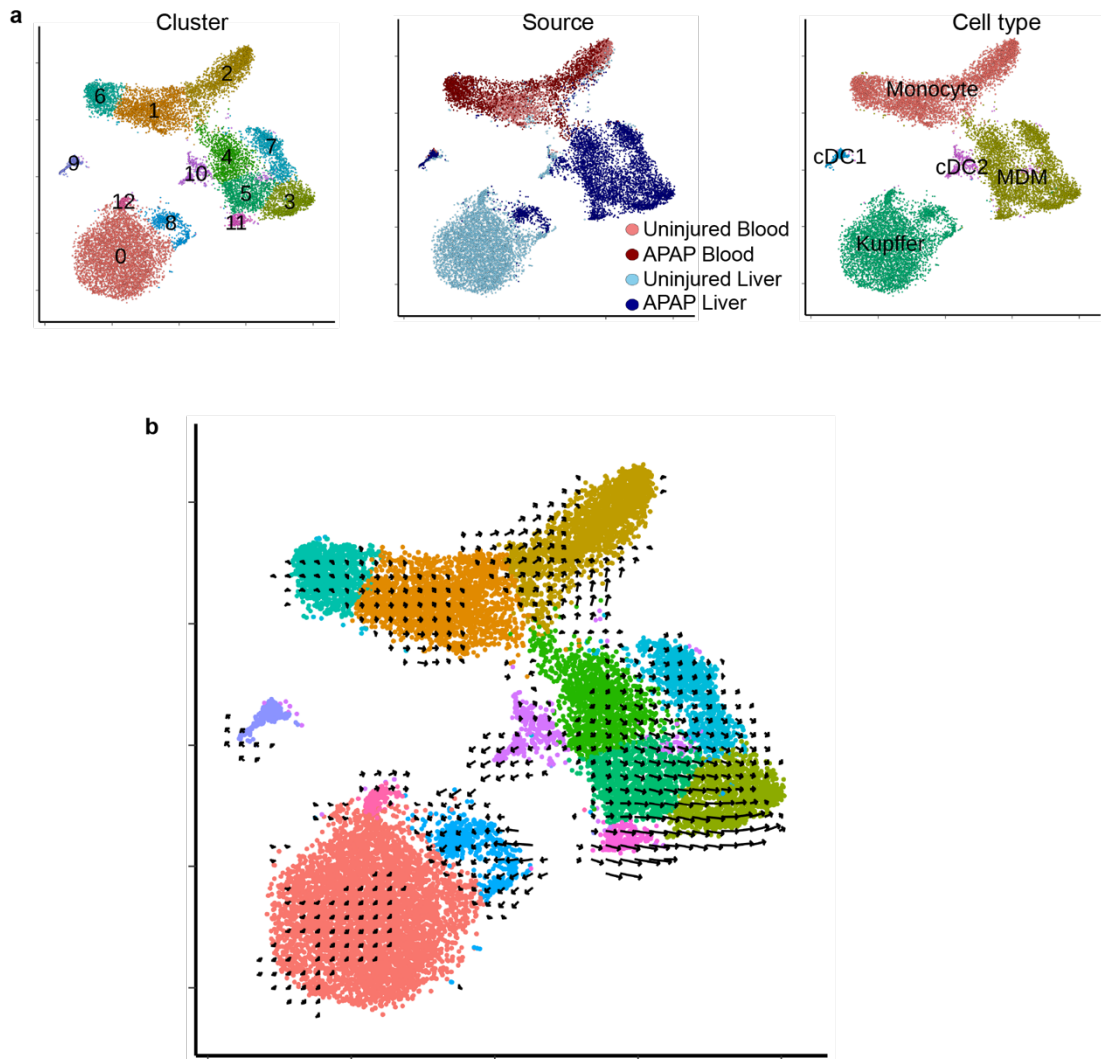 a
Cluster
Source
Cell type
2
6
1
7
4
9
10
5
3
12
11
8
0
Uninjured Blood
APAP Blood
Uninjured Liver
APAP Liver
Monocyte
cDC1
cDC2
MDM
Kupffer
b